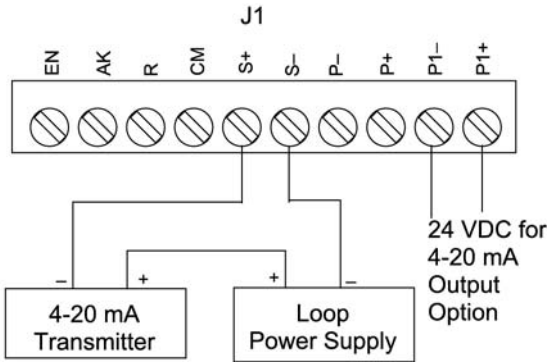 J1
EN AK R CM S+ S– P– P+ P1– P1+
24 VDC for
4-20 mA
Output
Option
– + + –
4-20 mA
Transmitter
Loop
Power Supply